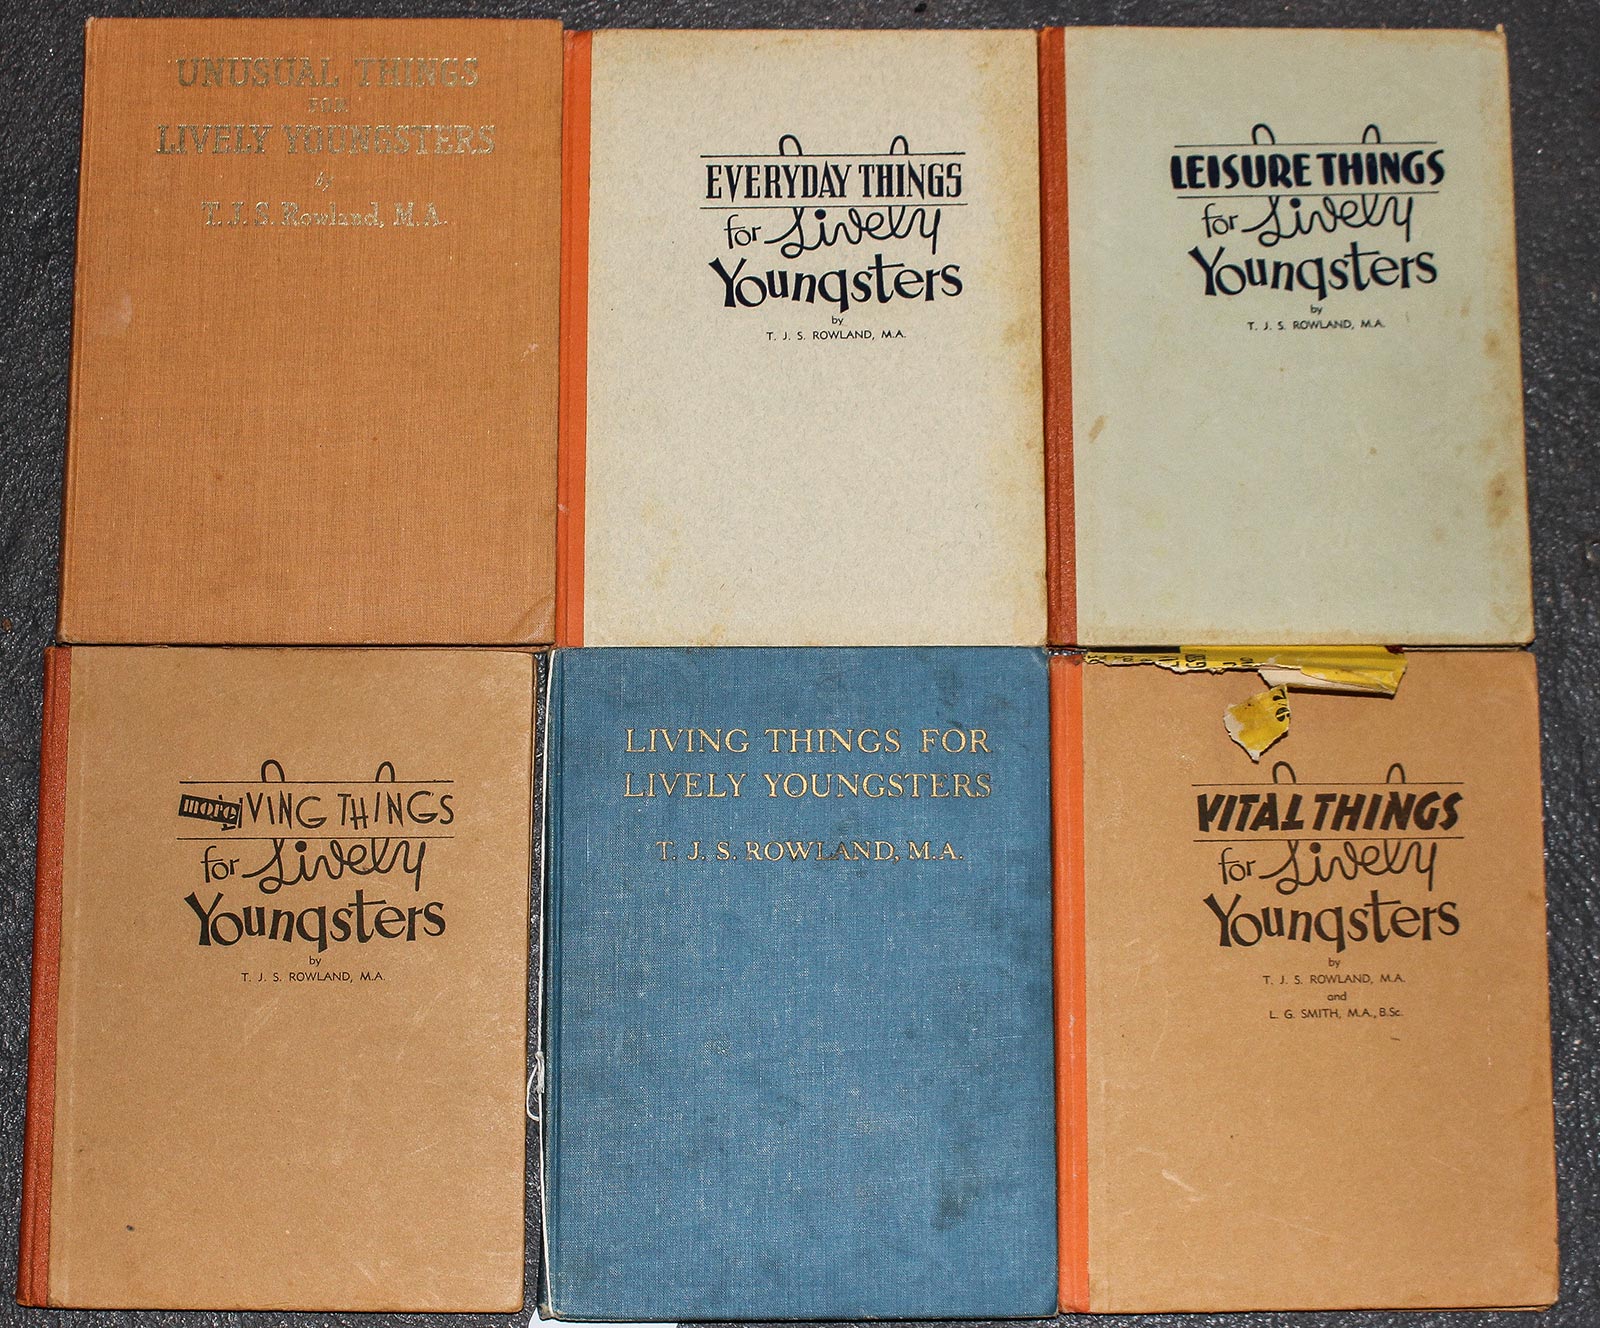 UNUSUAL THINGS
FOR
LIVELY YOUNGSTERS
by
T. J. S. Rowland, M.A.
EVERYDAY THINGS
for Lively
Youngsters
by
T. J. S. ROWLAND, M.A.
LEISURE THINGS
for Lively
Youngsters
by
T. J. S. ROWLAND, M.A.
more LIVING THINGS
for Lively
Youngsters
by
T. J. S. ROWLAND, M.A.
LIVING THINGS FOR
LIVELY YOUNGSTERS
T. J. S. ROWLAND, M.A.
VITAL THINGS
for Lively
Youngsters
by
T. J. S. ROWLAND, M.A.
and
L. G. SMITH, M.A., B.Sc.